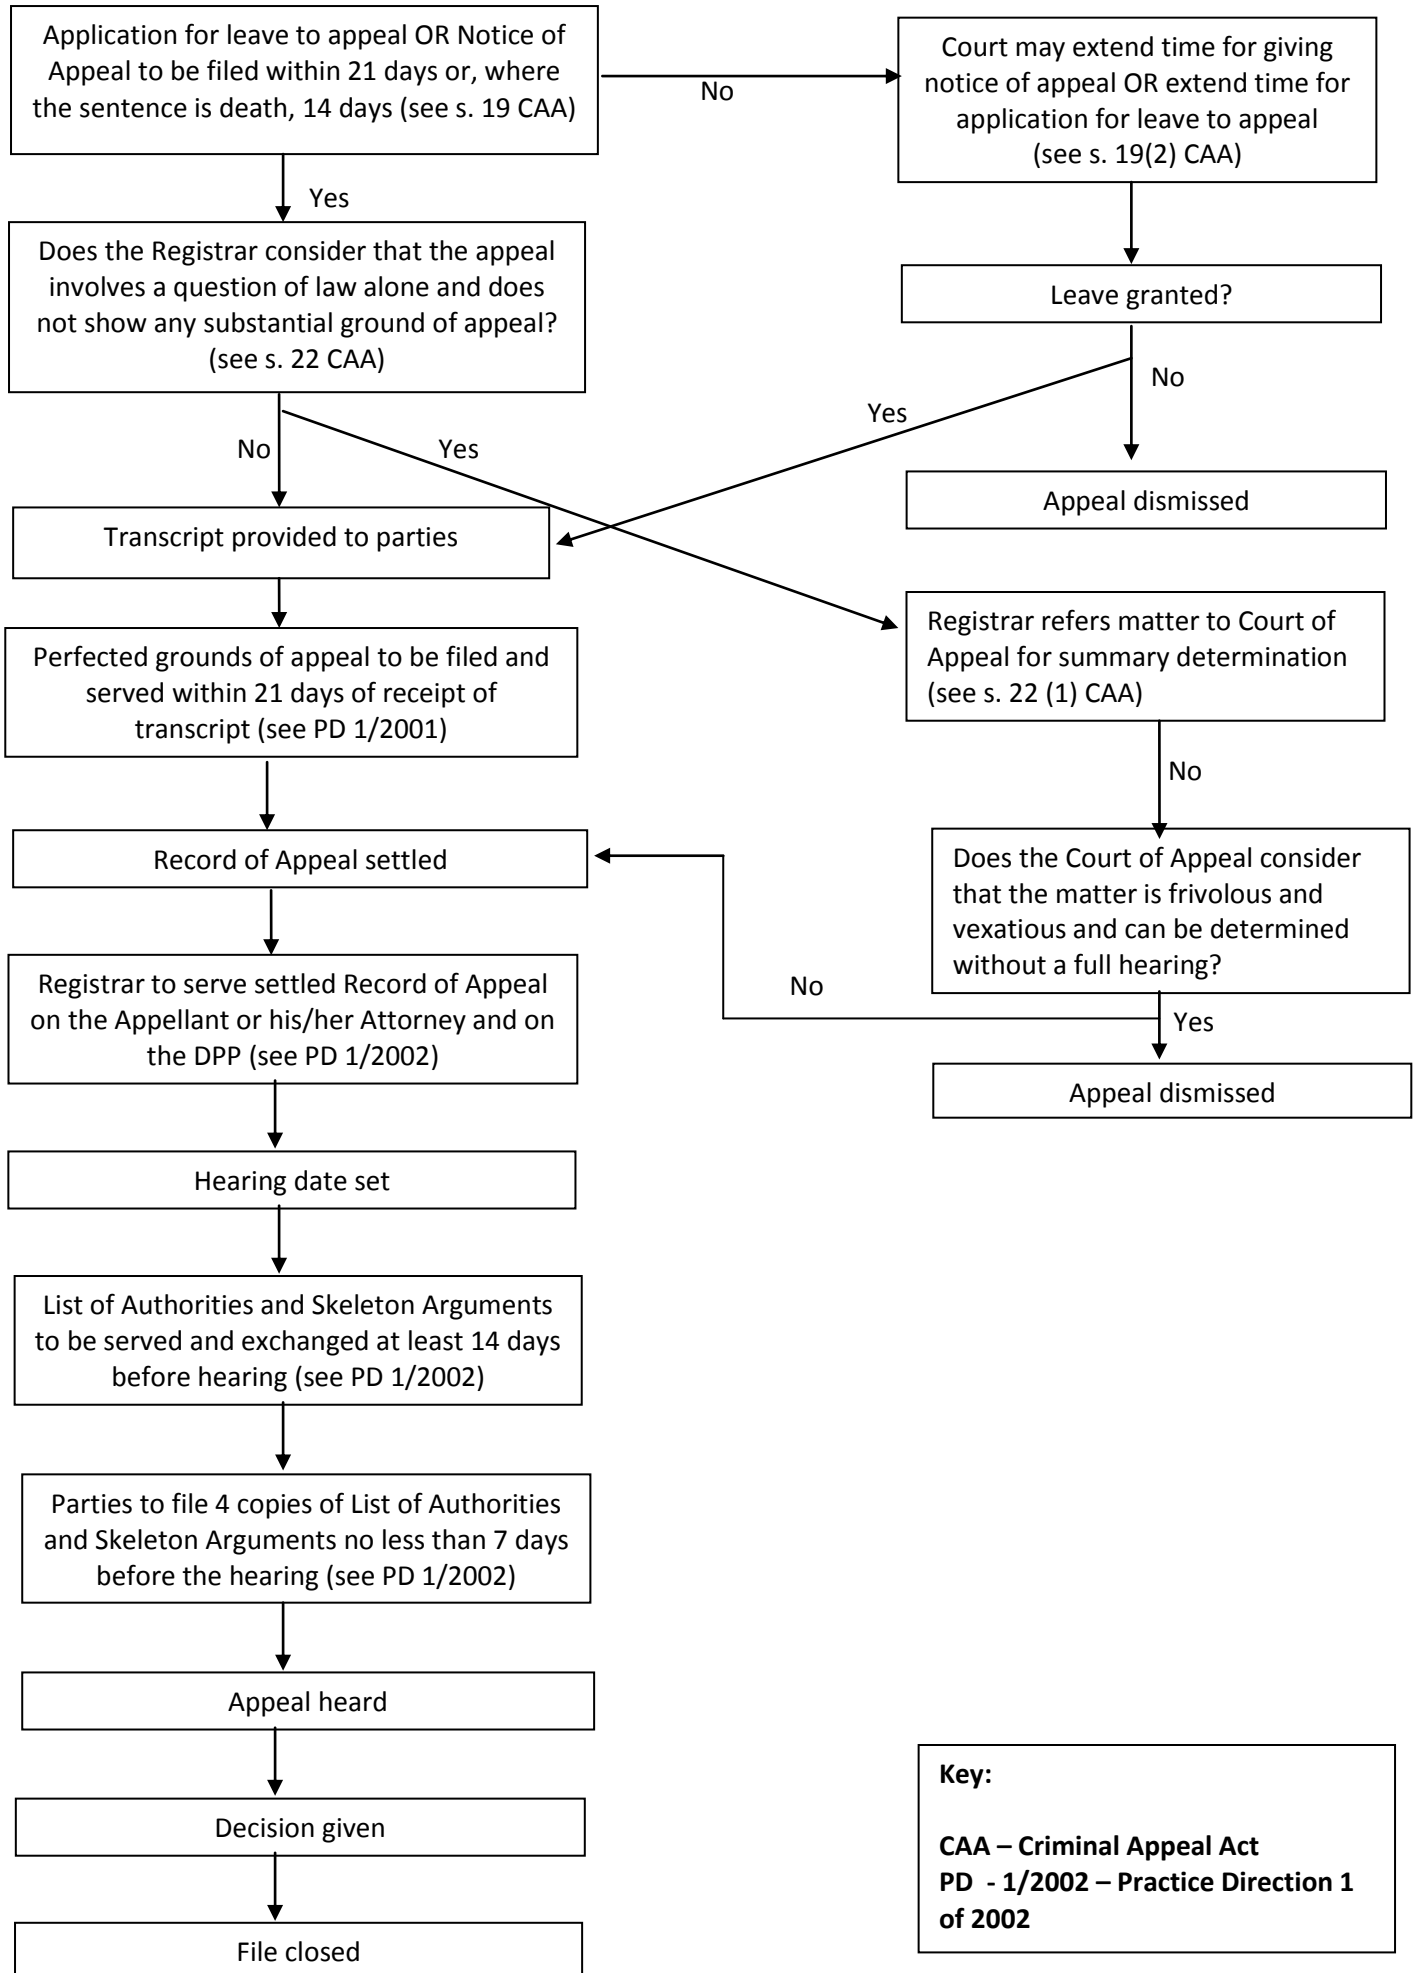 Application for leave to appeal OR Notice of
Appeal to be filed within 21 days or, where
the sentence is death, 14 days (see s. 19 CAA)
No
Court may extend time for giving
notice of appeal OR extend time for
application for leave to appeal
(see s. 19(2) CAA)
Yes
Does the Registrar consider that the appeal
involves a question of law alone and does
not show any substantial ground of appeal?
(see s. 22 CAA)
Leave granted?
No
Yes
No
Yes
Appeal dismissed
Transcript provided to parties
Registrar refers matter to Court of
Appeal for summary determination
(see s. 22 (1) CAA)
Perfected grounds of appeal to be filed and
served within 21 days of receipt of
transcript (see PD 1/2001)
No
Record of Appeal settled
Does the Court of Appeal consider
that the matter is frivolous and
vexatious and can be determined
without a full hearing?
Registrar to serve settled Record of Appeal
on the Appellant or his/her Attorney and on
the DPP (see PD 1/2002)
No
Yes
Appeal dismissed
Hearing date set
List of Authorities and Skeleton Arguments
to be served and exchanged at least 14 days
before hearing (see PD 1/2002)
Parties to file 4 copies of List of Authorities
and Skeleton Arguments no less than 7 days
before the hearing (see PD 1/2002)
Appeal heard
Decision given
File closed
Key:
CAA – Criminal Appeal Act
PD - 1/2002 – Practice Direction 1
of 2002